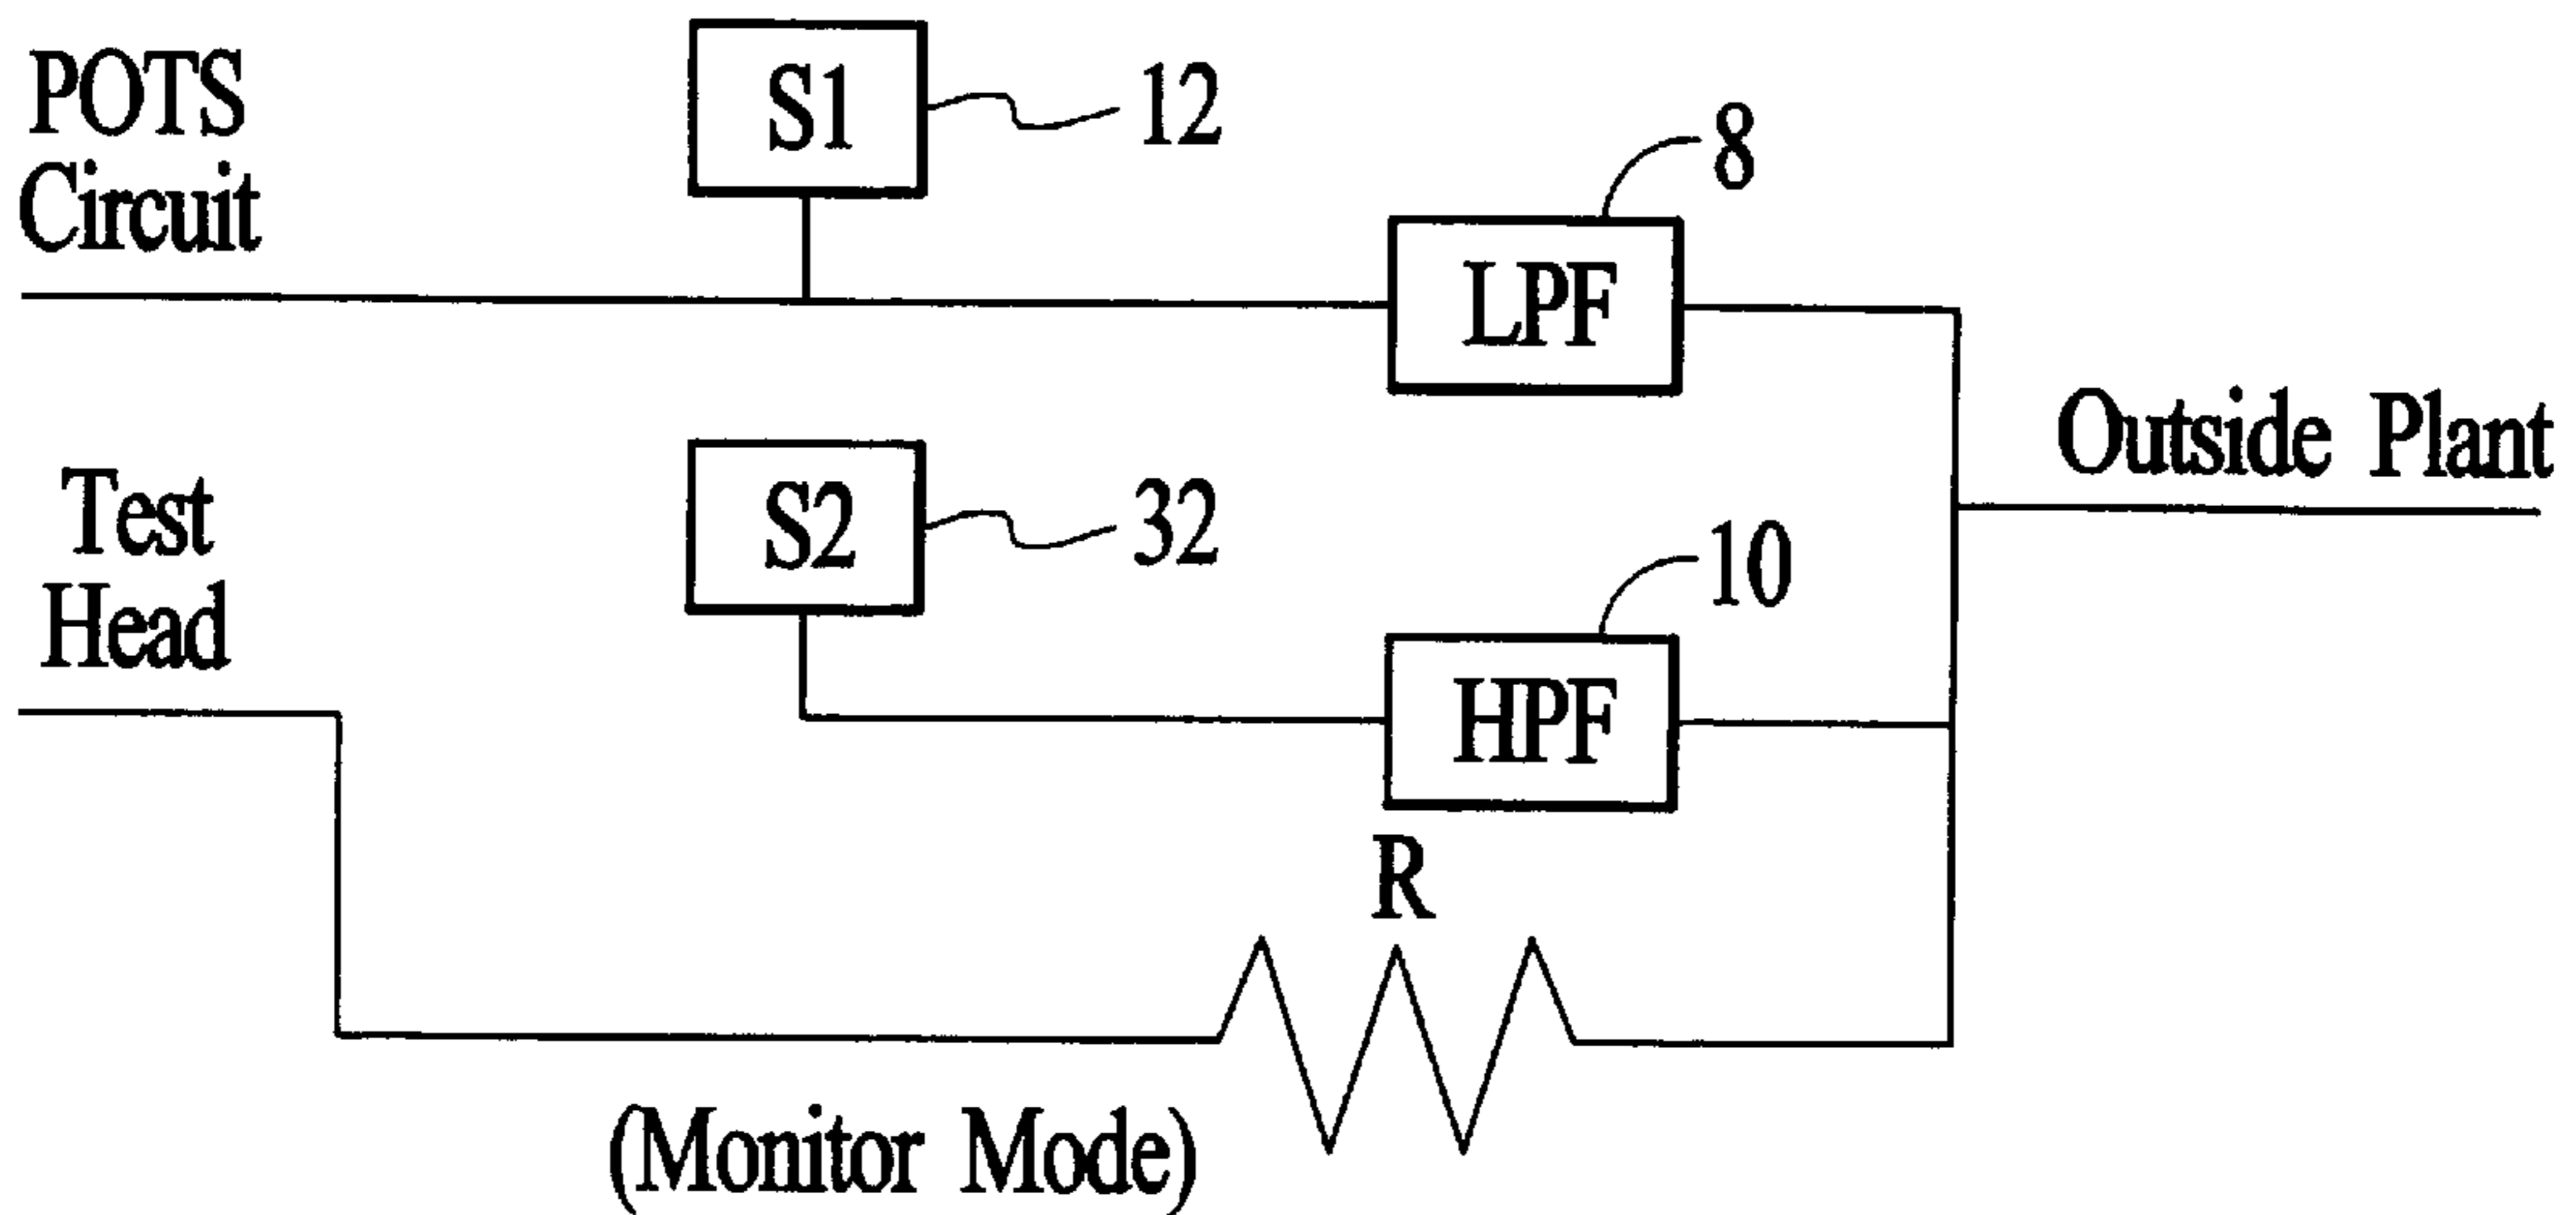 POTS
Circuit
S1
12
8
LPF
Outside Plant
Test
Head
S2
32
10
HPF
R
(Monitor Mode)